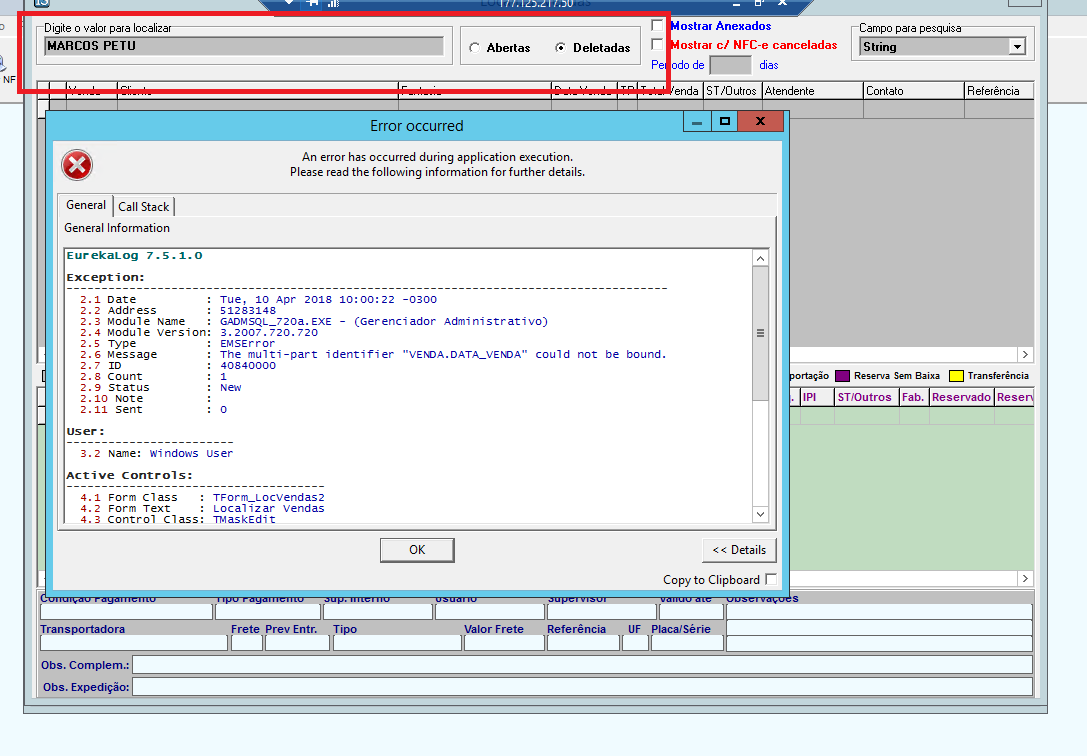 177.125.217.50
Digite o valor para localizar
MARCOS PETU
Abertas
Deletadas
Mostrar Anexados
Mostrar c/ NFC-e canceladas
dias
Campo para pesquisa
String
NF
Venda Cliente Fantasia Data Venda TP Total Venda ST/Outros Atendente Contato Referência
Error occurred
An error has occurred during application execution.
Please read the following information for further details.
General
Call Stack
General Information
EurekaLog 7.5.1.0
Exception:
2.1 Date : Tue, 10 Apr 2018 10:00:22 -0300
2.2 Address : 51283148
2.3 Module Name : GADMSQL_720a.EXE - (Gerenciador Administrativo)
2.4 Module Version: 3.2007.720.720
2.5 Type : EMSError
2.6 Message : The multi-part identifier "VENDA.DATA_VENDA" could not be bound.
2.7 ID : 40840000
2.8 Count : 1
2.9 Status : New
2.10 Note :
2.11 Sent : 0
User:
3.2 Name: Windows User
Active Controls:
4.1 Form Class : TForm_LocVendas2
4.2 Form Text : Localizar Vendas
4.3 Control Class: TMaskEdit
OK
<< Details
Copy to Clipboard
portação Reserva Sem Baixa Transferência
IPI ST/Outros Fab. Reservado Reserv
Condição Pagamento Tipo Pagamento Sup. Interno Usuário Supervisor Valido até Observações
Transportadora Frete Prev Entr. Tipo Valor Frete Referência UF Placa/Série
Obs. Complem.:
Obs. Expedição: